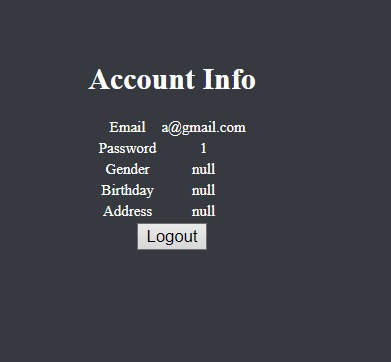 Account Info
Email a@gmail.com
Password 1
Gender null
Birthday null
Address null
Logout